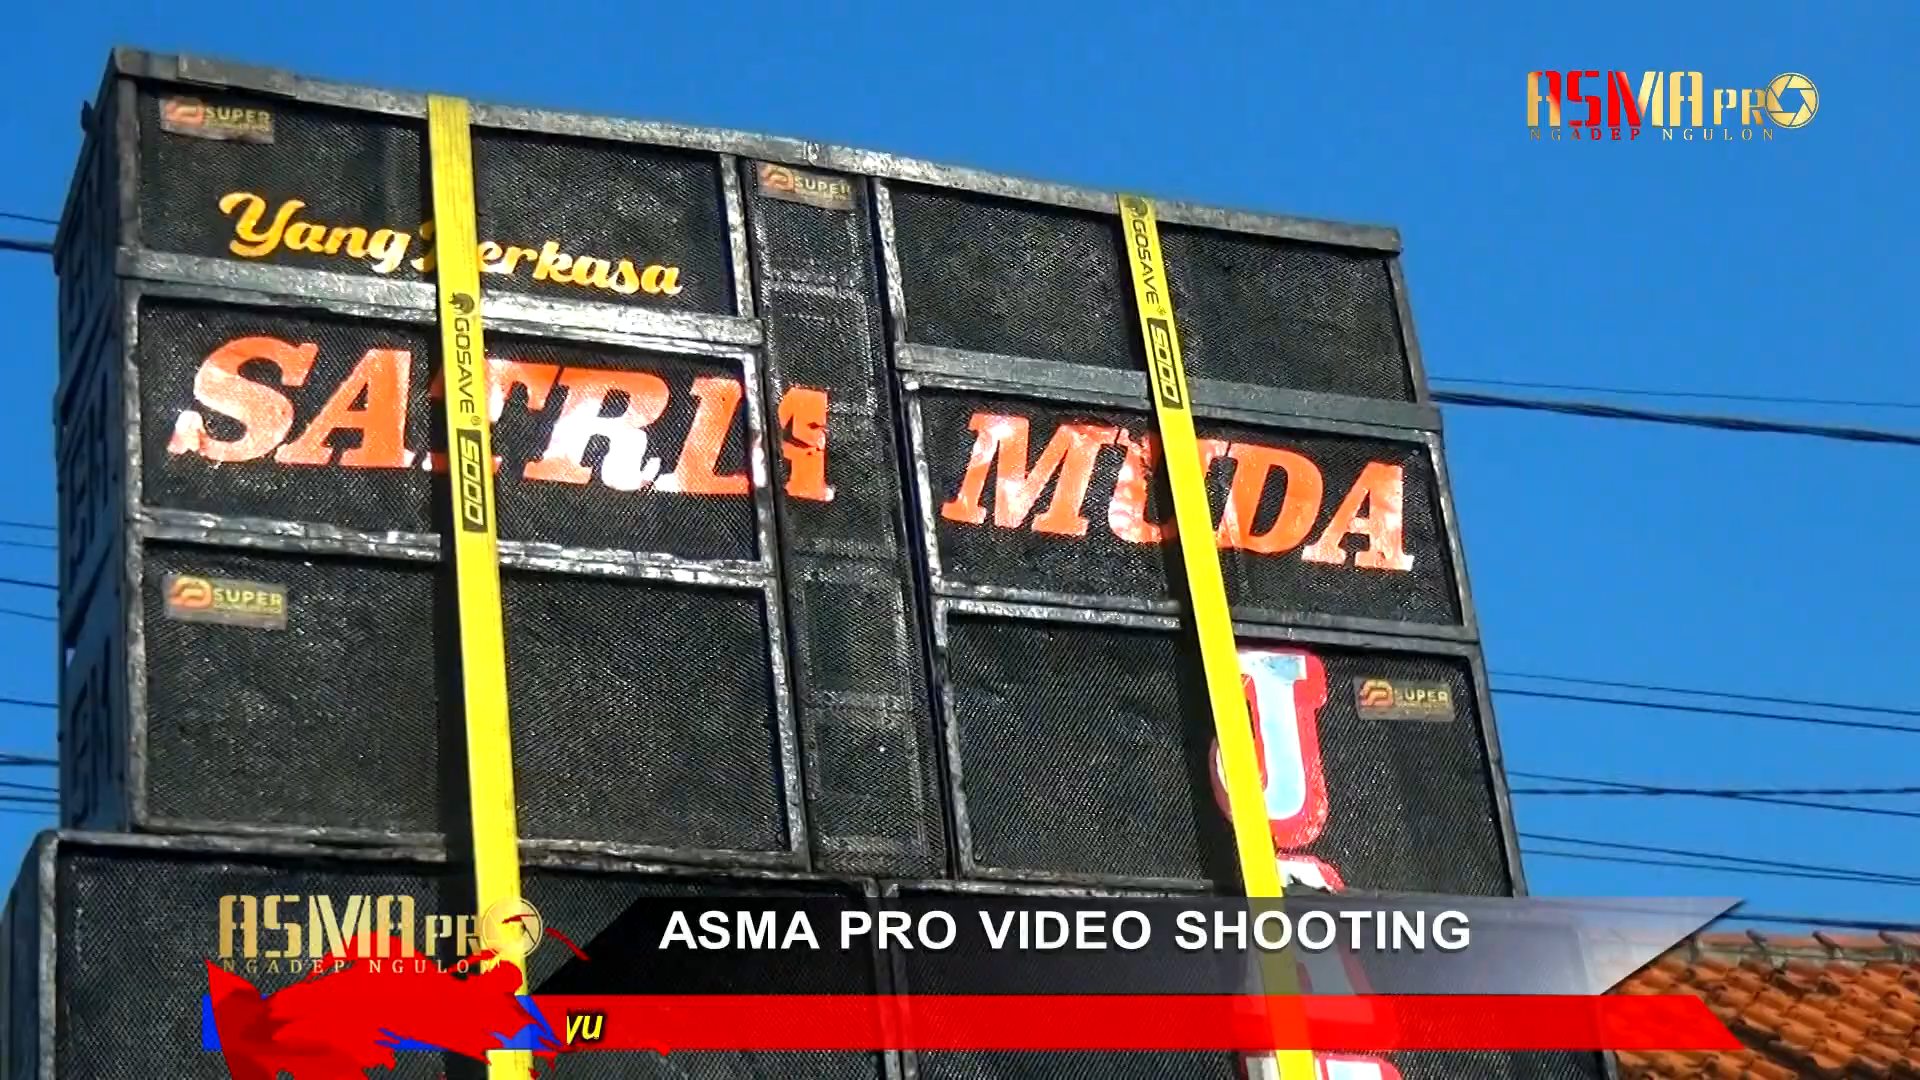 ASMA PRO
NGADEP NGULON
SUPER
SUPER
Yang Perkasa
GOSAVE® 5000
GOSAVE® 5000
SATRIA MUDA
SUPER
SUPER
U
ASMA PRO
NGADEP NGULON
ASMA PRO VIDEO SHOOTING
yu